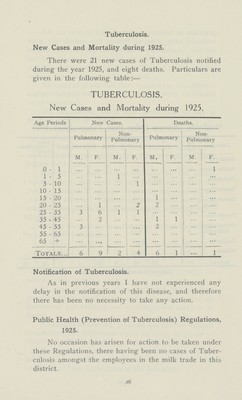 Tuberculosis.
New Cases and Mortality during 1925.
There were 21 new cases of Tuberculosis notified
during the year 1925, and eight deaths. Particulars are
given in the following table :—
TUBERCULOSIS.
New Cases and Mortality during 1925.
Age Periods New Cases. Deaths.
Pulmonary Non-Pulmonary Pulmonary Non-Pulmonary
M. F. M. F. M, F. M. F.
0 - 1 ... ... ... ... ... ... ... 1
1 - 5 ... ... 1 ... ... ... ... ...
5 - 10 ... ... ... 1 ... ... ... ...
10 - 15 ... ... ... ... ... ... ... ...
15 - 20 ... ... ... ... 1 ... ... ...
20 - 25 ... 1 ... 2 2 ... ... ...
25 - 35 3 6 1 1 ... ... ... ...
35 - 45 ... 2 ... ... 1 1 ... ...
45 - 55 3 ... ... ... 2 ... ... ...
55 - 65 ... ... ... ... ... ... ... ...
65 + ... ... ... ... ... ... ... ...
TOTALS... 6 9 2 4 6 1 ... 1
Notification of Tuberculosis.
As in previous years I have not experienced any
delay in the notification of this disease, and therefore
there has been no necessity to take any action.
Public Health (Prevention of Tuberculosis) Regulations,
1925.
No occasion has arisen for action to be taken under
these Regulations, there having been no cases of Tuber-
culosis amongst the employees in the milk trade in this
district.